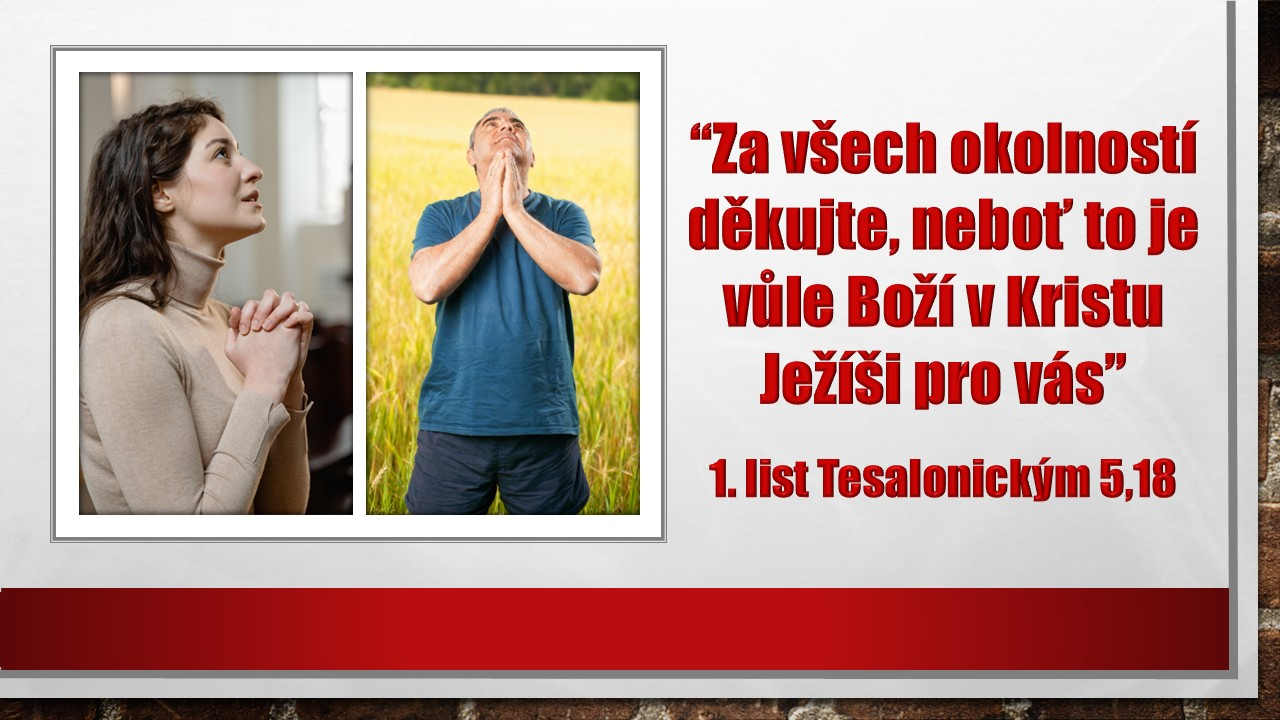 “Za všech okolností
děkujte, neboť to je
vůle Boží v Kristu
Ježíši pro vás”
1. list Tesalonickým 5,18